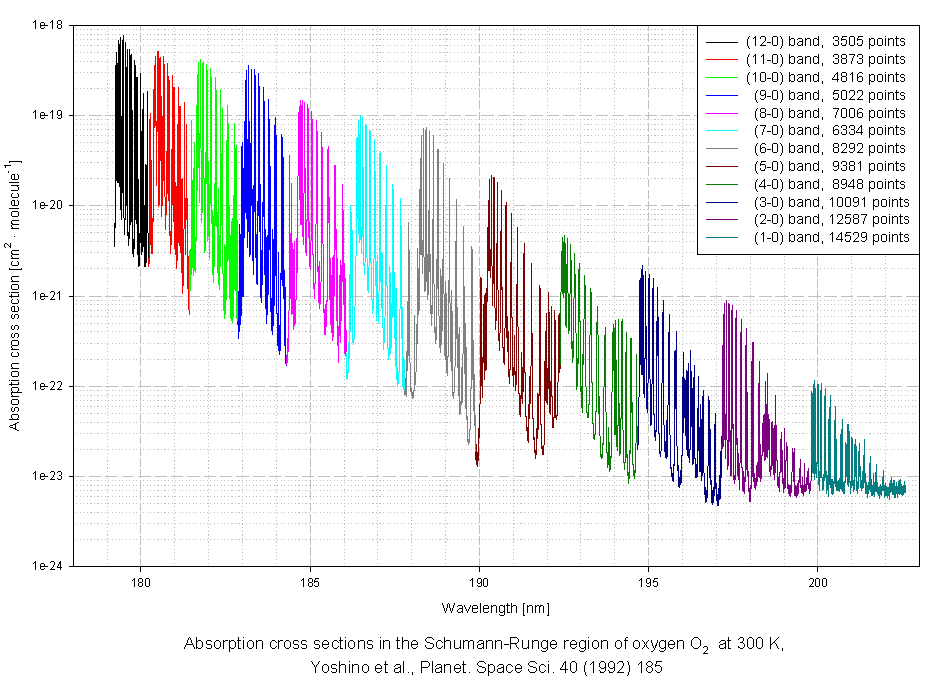 1e-18
1e-19
1e-20
1e-21
1e-22
1e-23
1e-24
Absorption cross section [cm² · molecule⁻¹]
(12-0) band, 3505 points
(11-0) band, 3873 points
(10-0) band, 4816 points
(9-0) band, 5022 points
(8-0) band, 7006 points
(7-0) band, 6334 points
(6-0) band, 8292 points
(5-0) band, 9381 points
(4-0) band, 8948 points
(3-0) band, 10091 points
(2-0) band, 12587 points
(1-0) band, 14529 points
180 185 190 195 200
Wavelength [nm]
Absorption cross sections in the Schumann-Runge region of oxygen O₂ at 300 K,
Yoshino et al., Planet. Space Sci. 40 (1992) 185